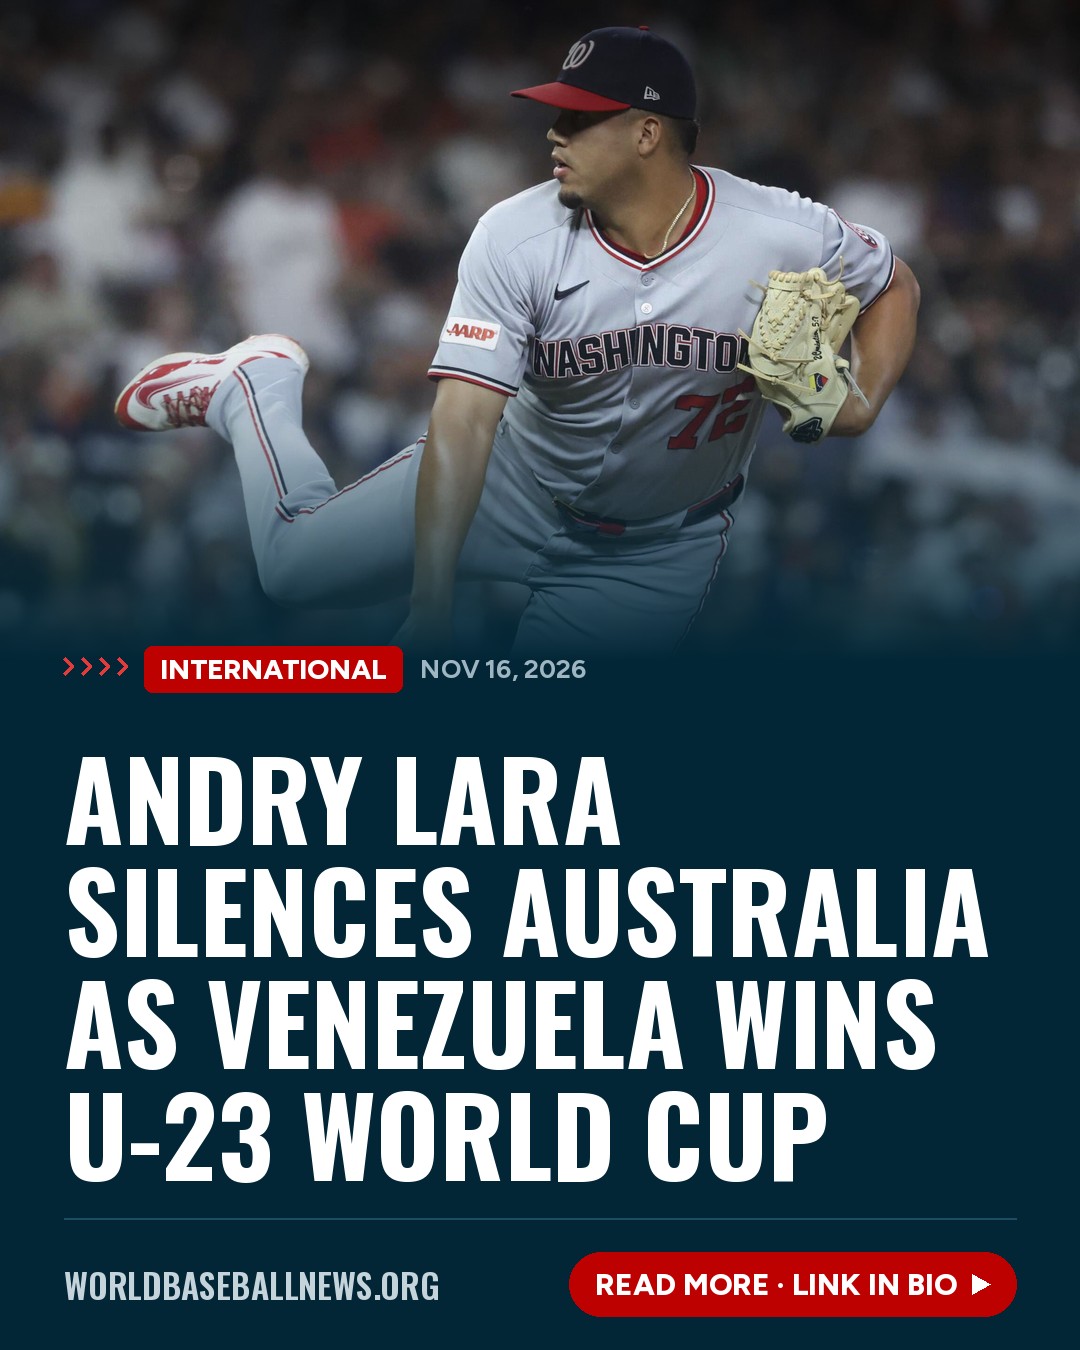 W
AARP
WASHINGTO
72
>>>> INTERNATIONAL NOV 16, 2026
ANDRY LARA
SILENCES AUSTRALIA
AS VENEZUELA WINS
U-23 WORLD CUP
WORLDBASEBALLNEWS.ORG
READ MORE · LINK IN BIO ▶